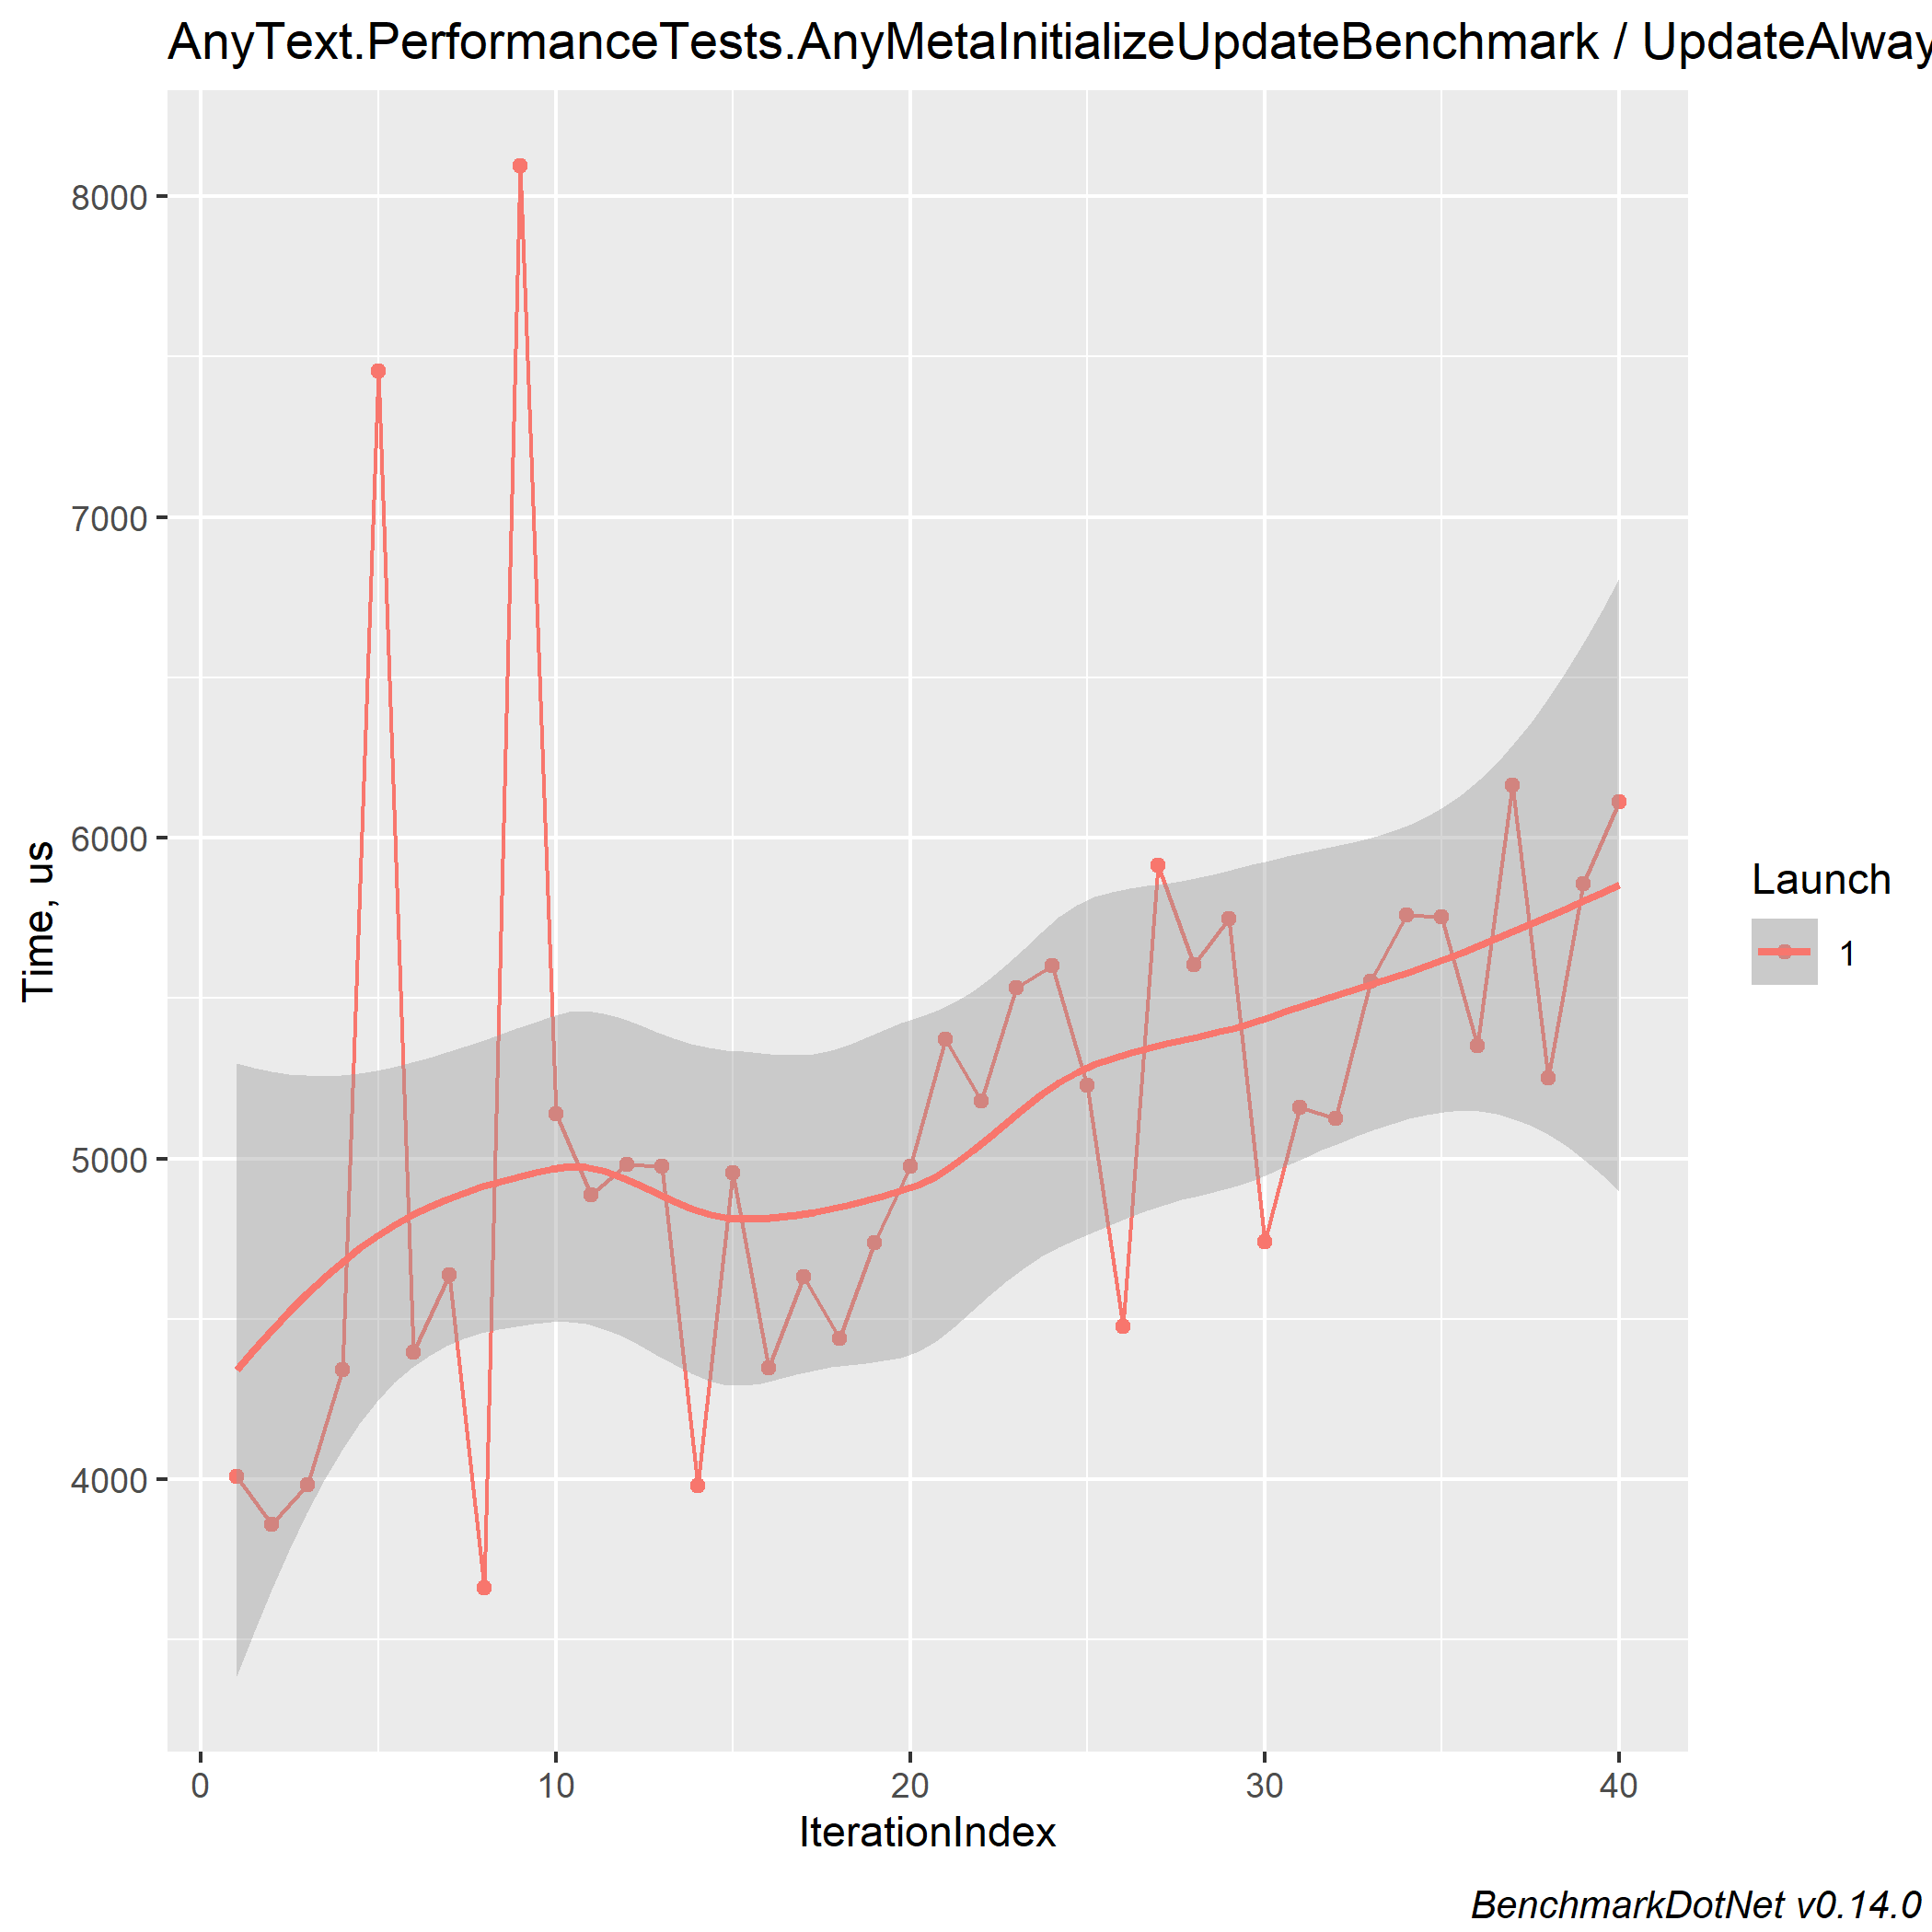 AnyText.PerformanceTests.AnyMetaInitializeUpdateBenchmark / UpdateAlway
8000
7000
6000
5000
4000
Time, us
0 10 20 30 40
IterationIndex
Launch
1
BenchmarkDotNet v0.14.0